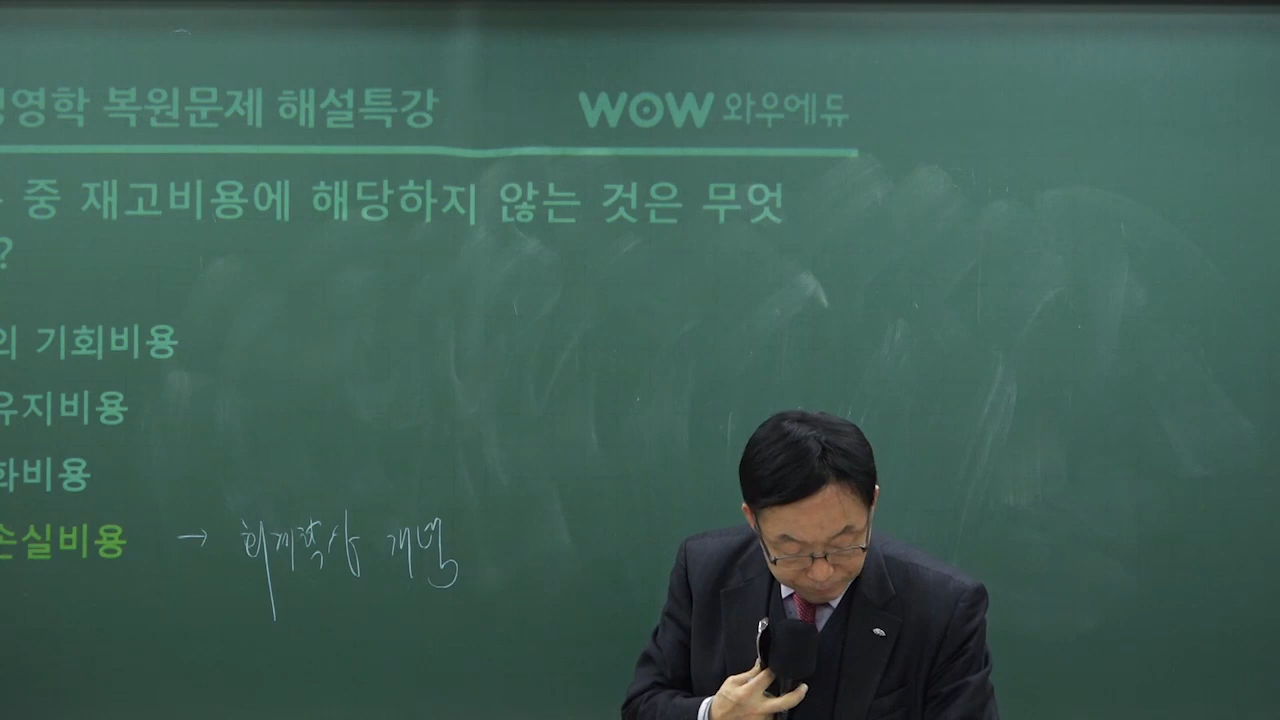 영학 복원문제 해설특강
WOW 와우에듀
중 재고비용에 해당하지 않는 것은 무엇
?
의 기회비용
유지비용
화비용
손실비용 → 회계학상 개념